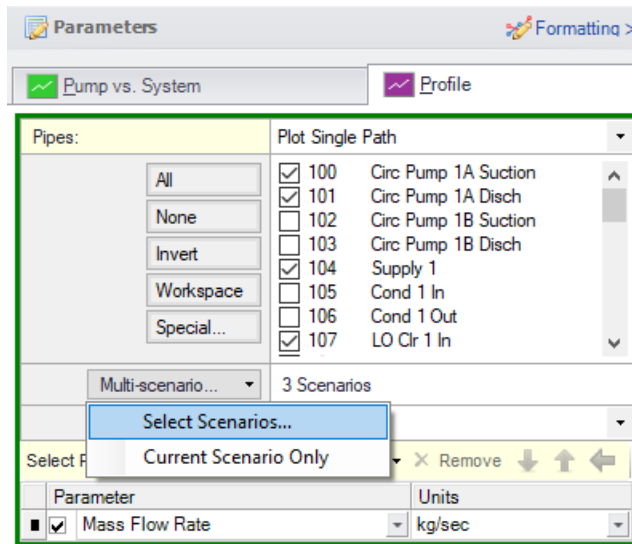 Parameters
Formatting >
Pump vs. System
Profile
Pipes:
Plot Single Path
All
None
Invert
Workspace
Special...
100 Circ Pump 1A Suction
101 Circ Pump 1A Disch
102 Circ Pump 1B Suction
103 Circ Pump 1B Disch
104 Supply 1
105 Cond 1 In
106 Cond 1 Out
107 LO Clr 1 In
Multi-scenario...
3 Scenarios
Select Scenarios...
Current Scenario Only
Select
Remove
Parameter
Units
Mass Flow Rate
kg/sec